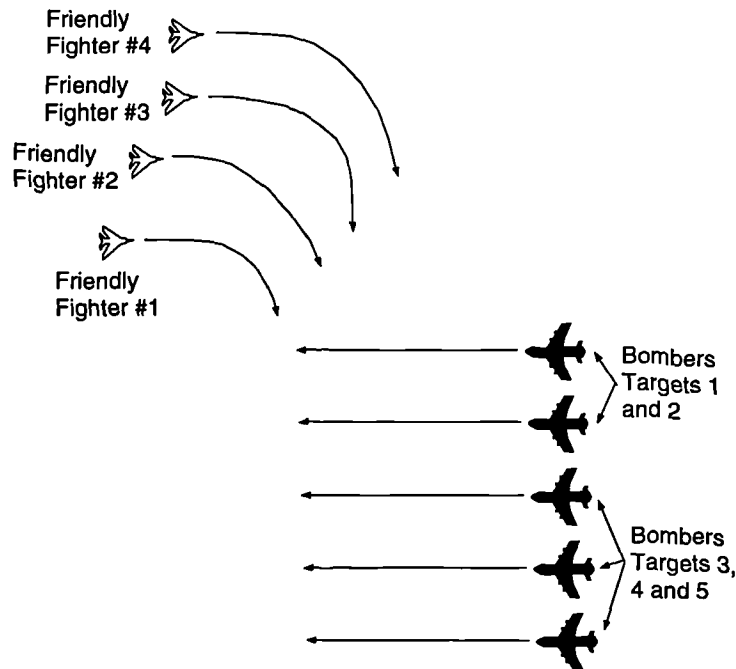 Friendly
Fighter #4
Friendly
Fighter #3
Friendly
Fighter #2
Friendly
Fighter #1
Bombers
Targets 1
and 2
Bombers
Targets 3,
4 and 5